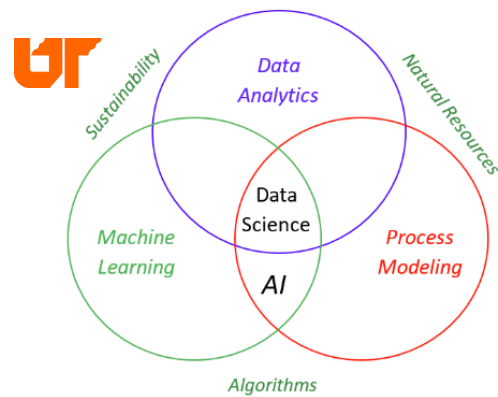 UT
Sustainability
Data
Analytics
Natural Resources
Data
Science
Machine
Learning
Process
Modeling
AI
Algorithms